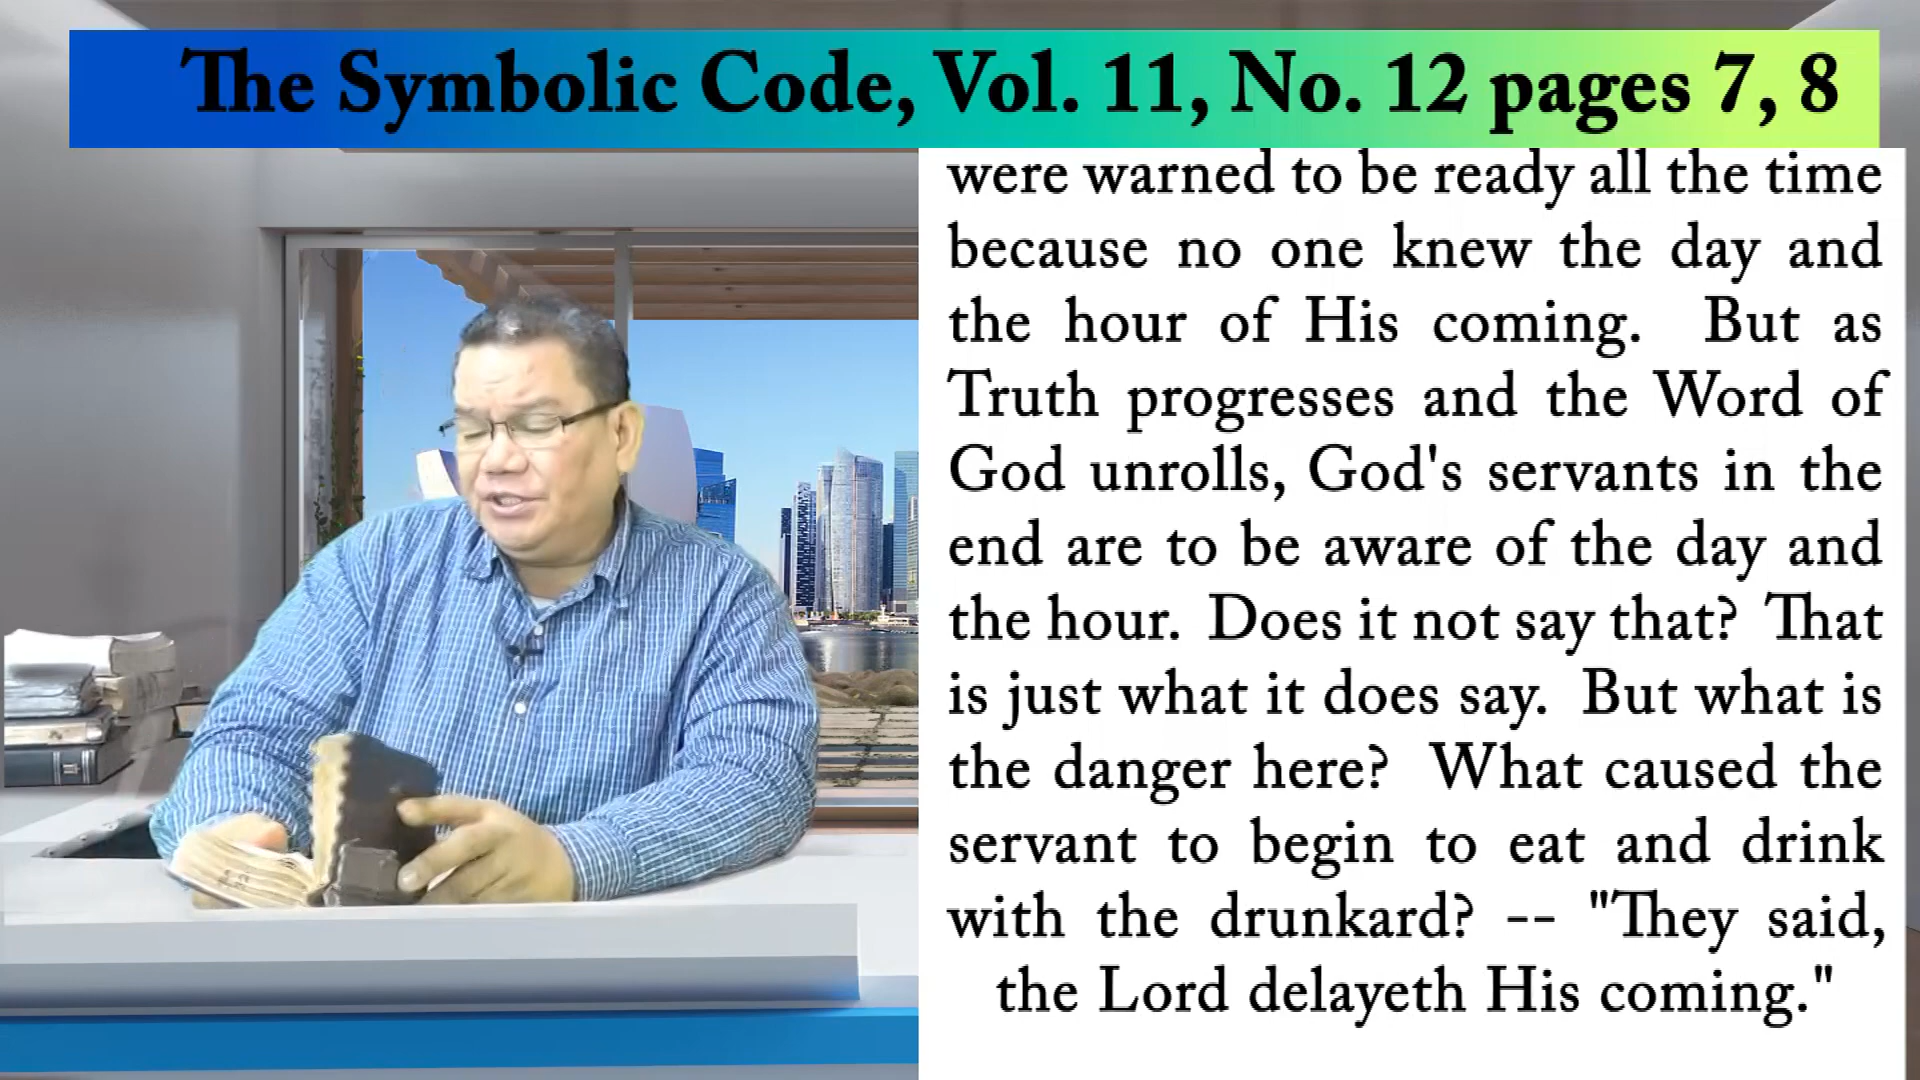 The Symbolic Code, Vol. 11, No. 12 pages 7, 8
were warned to be ready all the time
because no one knew the day and
the hour of His coming. But as
Truth progresses and the Word of
God unrolls, God's servants in the
end are to be aware of the day and
the hour. Does it not say that? That
is just what it does say. But what is
the danger here? What caused the
servant to begin to eat and drink
with the drunkard? -- "They said,
the Lord delayeth His coming."